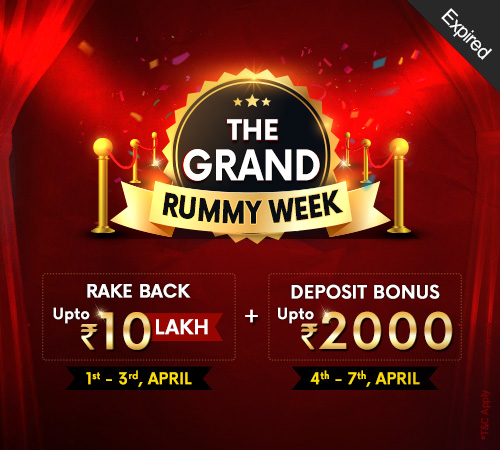 Expired
THE
GRAND
RUMMY WEEK
RAKE BACK
Upto ₹10 LAKH
1st - 3rd, APRIL
+
DEPOSIT BONUS
Upto ₹2000
4th - 7th, APRIL
*T&C Apply